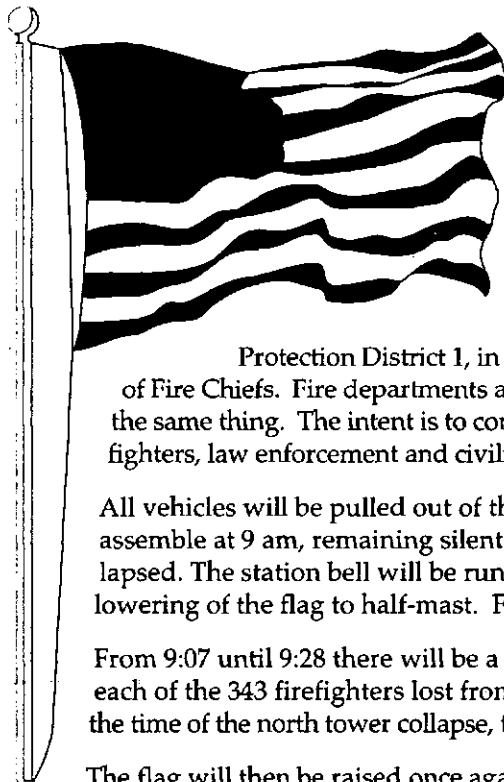 Protection District 1, in
of Fire Chiefs. Fire departments a
the same thing. The intent is to co
fighters, law enforcement and civil
All vehicles will be pulled out of th
assemble at 9 am, remaining silent
lapsed. The station bell will be run
lowering of the flag to half-mast. F
From 9:07 until 9:28 there will be a
each of the 343 firefighters lost from
the time of the north tower collapse, t
The flag will then be raised once aga